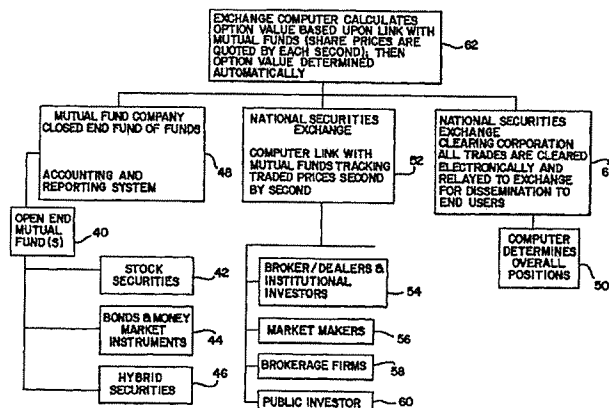 EXCHANGE COMPUTER CALCULATES
OPTION VALUE BASED UPON LINK WITH
MUTUAL FUNDS (SHARE PRICES ARE
QUOTED BY EACH SECOND); THEN
OPTION VALUE DETERMINED
AUTOMATICALLY
62
MUTUAL FUND COMPANY
CLOSED END FUND OF FUNDS
ACCOUNTING AND
REPORTING SYSTEM
48
NATIONAL SECURITIES
EXCHANGE
COMPUTER LINK WITH
MUTUAL FUNDS TRACKING
TRADED PRICES SECOND
BY SECOND
52
NATIONAL SECURITIES
EXCHANGE
CLEARING CORPORATION
ALL TRADES ARE CLEARED
ELECTRONICALLY AND
RELAYED TO EXCHANGE
FOR DISSEMINATION TO
END USERS
OPEN END
MUTUAL FUND(S)
40
STOCK SECURITIES
42
BONDS & MONEY
MARKET
INSTRUMENTS
44
HYBRID
SECURITIES
46
BROKER/DEALERS &
INSTITUTIONAL
INVESTORS
54
MARKET MAKERS
56
BROKERAGE FIRMS
58
PUBLIC INVESTOR
60
COMPUTER
DETERMINES
OVERALL
POSITIONS
50